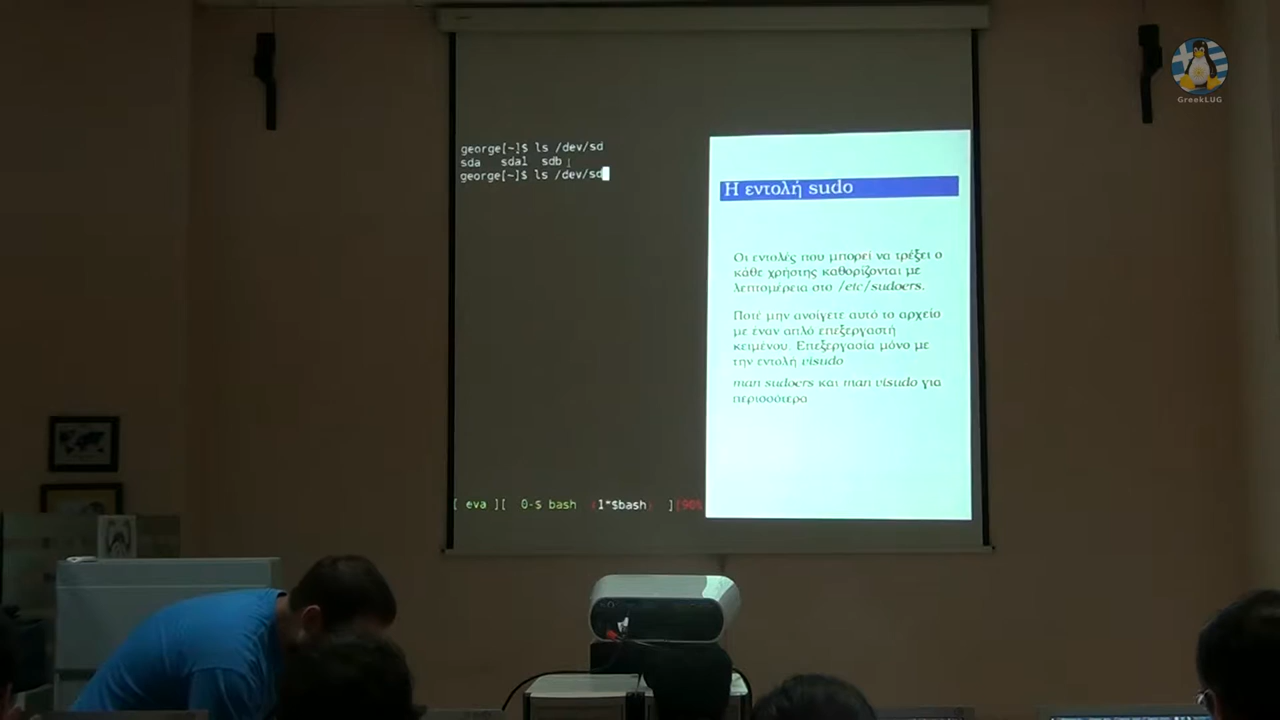 GreekLUG
george[~]$ ls /dev/sd
sda sda1 sdb
george[~]$ ls /dev/sd
[ eva ][ 0-$ bash (1*$bash) ][90%
Η εντολή sudo
Οι εντολές που μπορεί να τρέξει ο
κάθε χρήστης καθορίζονται με
λεπτομέρεια στο /etc/sudoers.
Ποτέ μην ανοίγετε αυτό το αρχείο
με έναν απλό επεξεργαστή
κειμένου. Επεξεργασία μόνο με
την εντολή visudo
man sudoers και man visudo για
περισσότερα